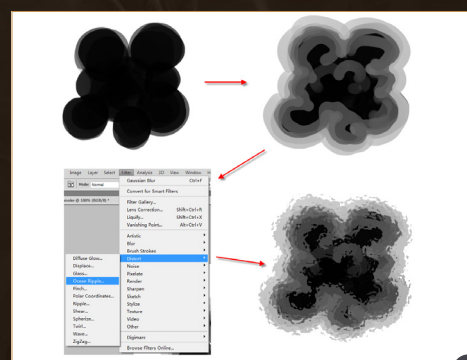 Image Layer Select Filter Analysis 3D View Window
Mode: Normal
Gaussian Blur Ctrl+F
Convert for Smart Filters
Filter Gallery...
Lens Correction... Shift+Ctrl+R
Liquify... Shift+Ctrl+X
Vanishing Point... Alt+Ctrl+V
Artistic
Blur
Brush Strokes
Distort
Noise
Pixelate
Render
Sharpen
Sketch
Stylize
Texture
Video
Other
Digimarc
Browse Filters Online...
Diffuse Glow...
Displace...
Glass...
Ocean Ripple...
Pinch...
Polar Coordinates...
Ripple...
Shear...
Spherize...
Twirl...
Wave...
ZigZag...